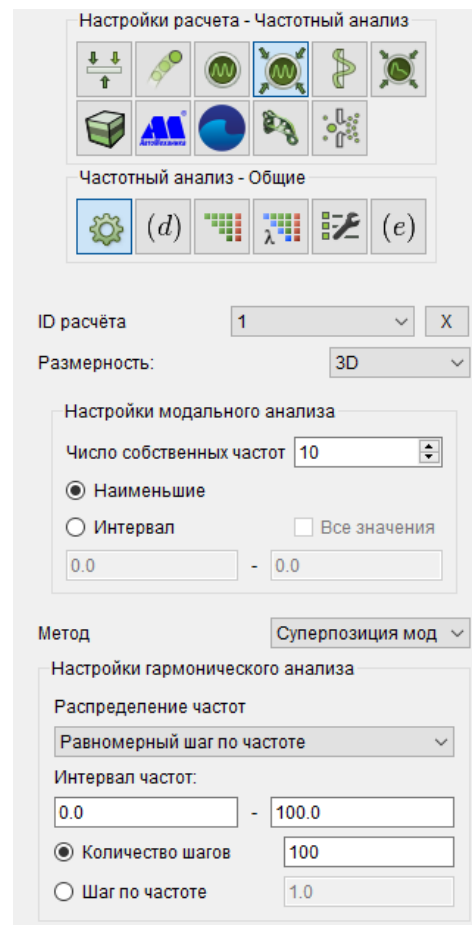 Настройки расчета - Частотный анализ
АвтоМеханика
Частотный анализ - Общие
(d) λ (e)
ID расчёта 1 X
Размерность: 3D
Настройки модального анализа
Число собственных частот 10
Наименьшие
Интервал Все значения
0.0 - 0.0
Метод Суперпозиция мод
Настройки гармонического анализа
Распределение частот
Равномерный шаг по частоте
Интервал частот:
0.0 - 100.0
Количество шагов 100
Шаг по частоте 1.0